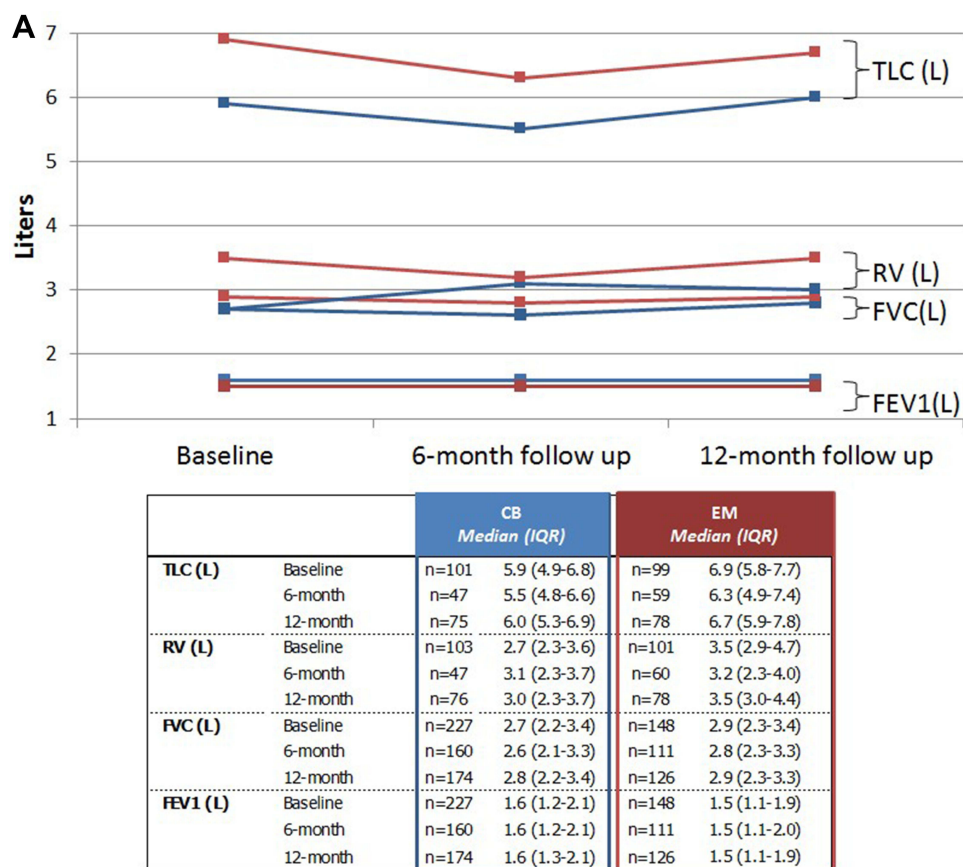 A
7
6
5
4
3
2
1
Liters
TLC (L)
RV (L)
FVC(L)
FEV1(L)
Baseline 6-month follow up 12-month follow up
CB EM
Median (IQR) Median (IQR)
TLC (L) Baseline n=101 5.9 (4.9-6.8) n=99 6.9 (5.8-7.7)
6-month n=47 5.5 (4.8-6.6) n=59 6.3 (4.9-7.4)
12-month n=75 6.0 (5.3-6.9) n=78 6.7 (5.9-7.8)
RV (L) Baseline n=103 2.7 (2.3-3.6) n=101 3.5 (2.9-4.7)
6-month n=47 3.1 (2.3-3.7) n=60 3.2 (2.3-4.0)
12-month n=76 3.0 (2.3-3.7) n=78 3.5 (3.0-4.4)
FVC (L) Baseline n=227 2.7 (2.2-3.4) n=148 2.9 (2.3-3.4)
6-month n=160 2.6 (2.1-3.3) n=111 2.8 (2.3-3.3)
12-month n=174 2.8 (2.2-3.4) n=126 2.9 (2.3-3.3)
FEV1 (L) Baseline n=227 1.6 (1.2-2.1) n=148 1.5 (1.1-1.9)
6-month n=160 1.6 (1.2-2.1) n=111 1.5 (1.1-2.0)
12-month n=174 1.6 (1.3-2.1) n=126 1.5 (1.1-1.9)